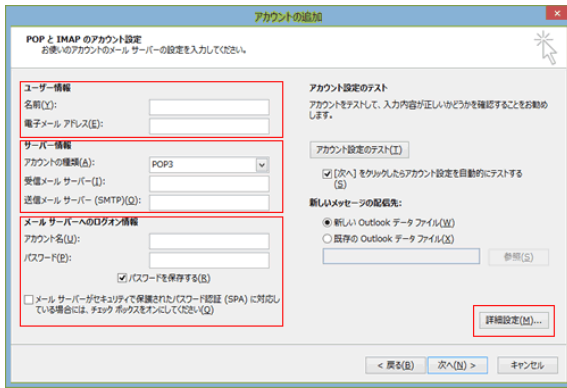 アカウントの追加
POP と IMAP のアカウント設定
お使いのアカウントのメール サーバーの設定を入力してください。
ユーザー情報
名前(Y):
電子メール アドレス(E):
サーバー情報
アカウントの種類(A):
POP3
受信メール サーバー(I):
送信メール サーバー (SMTP)(O):
メール サーバーへのログオン情報
アカウント名(U):
パスワード(P):
パスワードを保存する(R)
メール サーバーがセキュリティで保護されたパスワード認証 (SPA) に対応し
ている場合には、チェック ボックスをオンにしてください(Q)
アカウント設定のテスト
アカウントをテストして、入力内容が正しいかどうかを確認することをお勧め
します。
アカウント設定のテスト(T)
[次へ] をクリックしたらアカウント設定を自動的にテストする
(S)
新しいメッセージの配信先:
新しい Outlook データ ファイル(W)
既存の Outlook データ ファイル(X)
参照(S)
詳細設定(M)...
< 戻る(B)
次へ(N) >
キャンセル